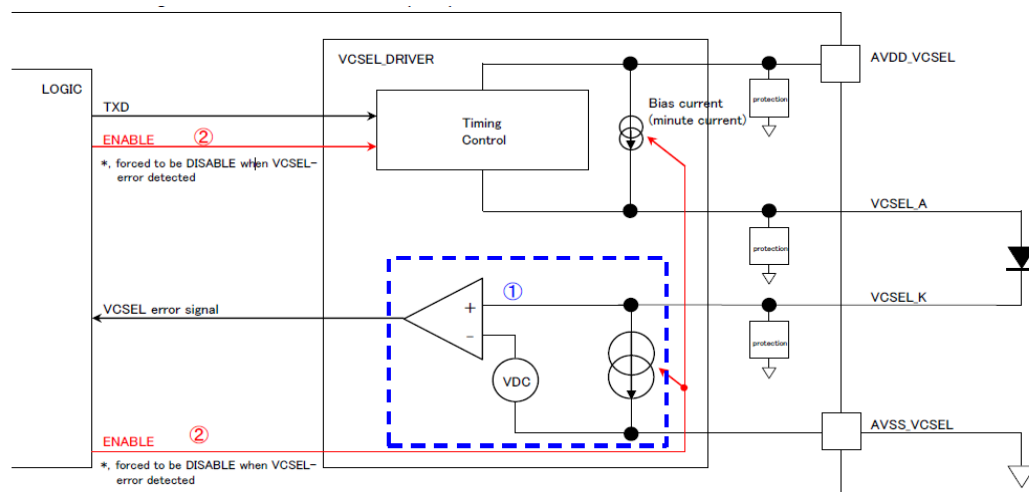 VCSEL_DRIVER
AVDD_VCSEL
LOGIC
TXD
ENABLE ②
*, forced to be DISABLE when VCSEL-
error detected
Timing
Control
Bias current
(minute current)
protection
VCSEL_A
protection
①
VCSEL_K
+
-
VCSEL error signal
protection
VDC
AVSS_VCSEL
ENABLE ②
*, forced to be DISABLE when VCSEL-
error detected